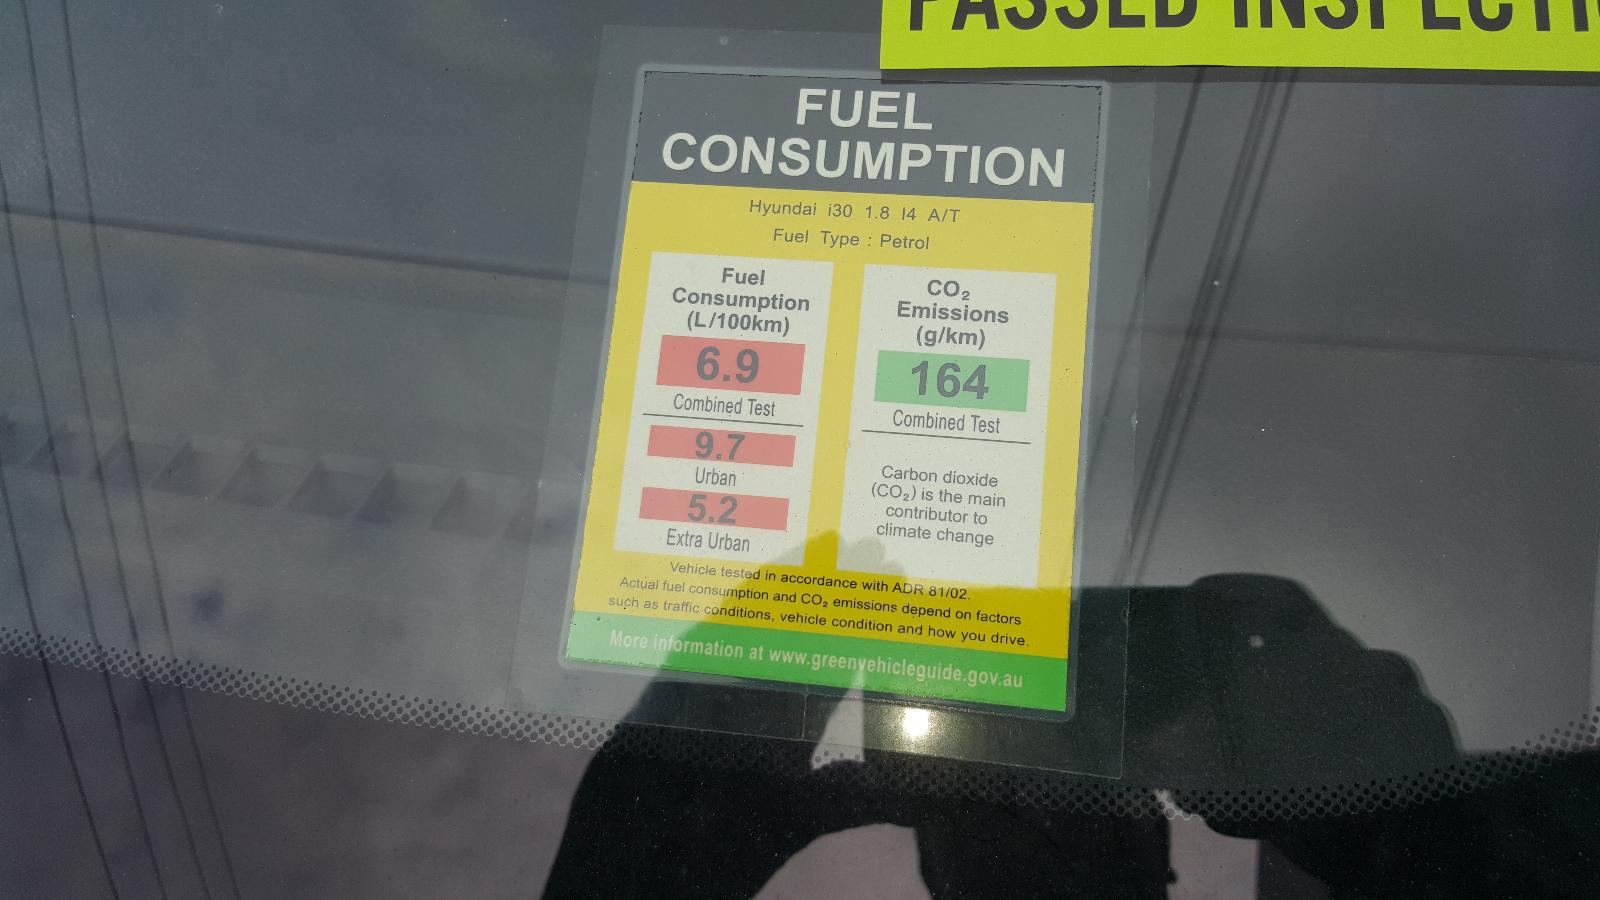 PASSED INSPECTI
FUEL
CONSUMPTION
Hyundai i30 1.8 I4 A/T
Fuel Type : Petrol
Fuel
Consumption
(L/100km)
6.9
Combined Test
9.7
Urban
5.2
Extra Urban
CO₂
Emissions
(g/km)
164
Combined Test
Carbon dioxide
(CO₂) is the main
contributor to
climate change
Vehicle tested in accordance with ADR 81/02.
Actual fuel consumption and CO₂ emissions depend on factors
such as traffic conditions, vehicle condition and how you drive.
More information at www.greenvehicleguide.gov.au